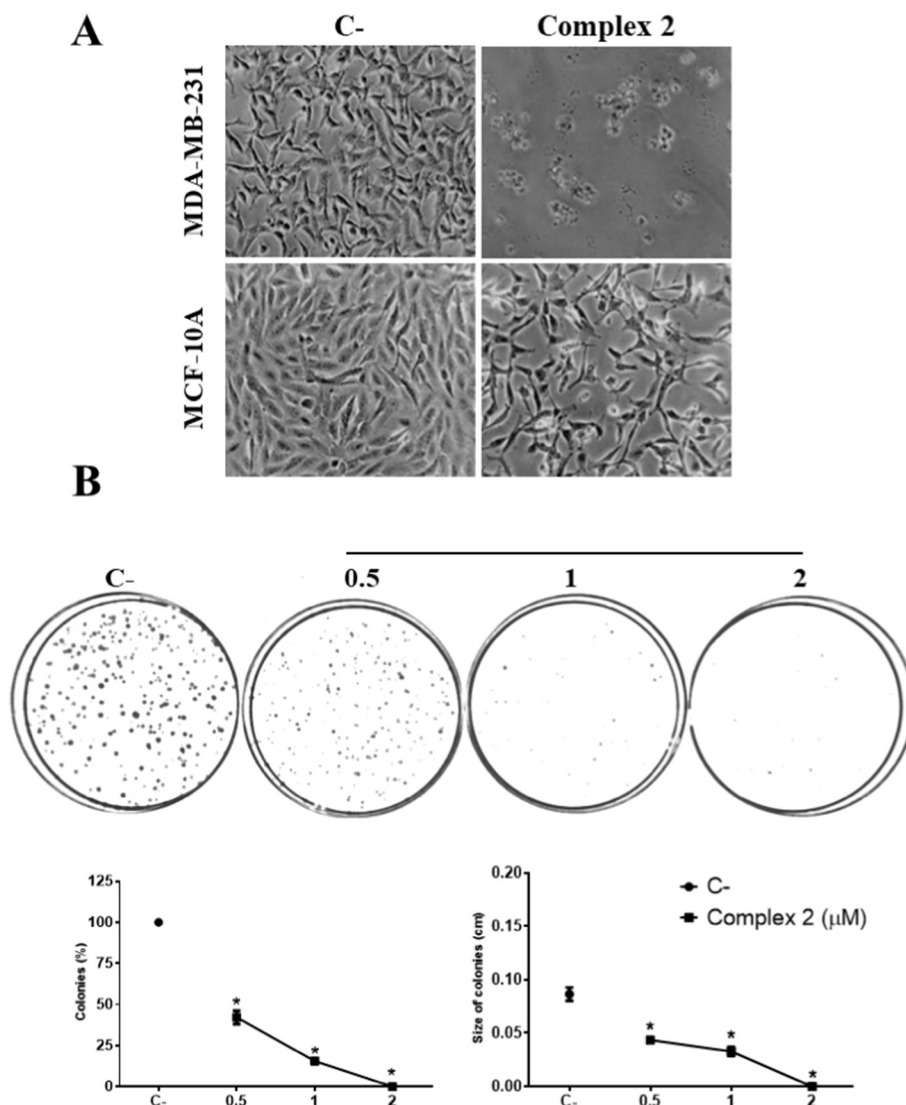 A
C-
Complex 2
MDA-MB-231
MCF-10A
B
C-
0.5
1
2
125
100
75
50
25
0
Colonies (%)
*
*
*
C-
0.5
1
2
0.20
0.15
0.10
0.05
0.00
Size of colonies (cm)
C-
Complex 2 (μM)
*
*
*
C-
0.5
1
2